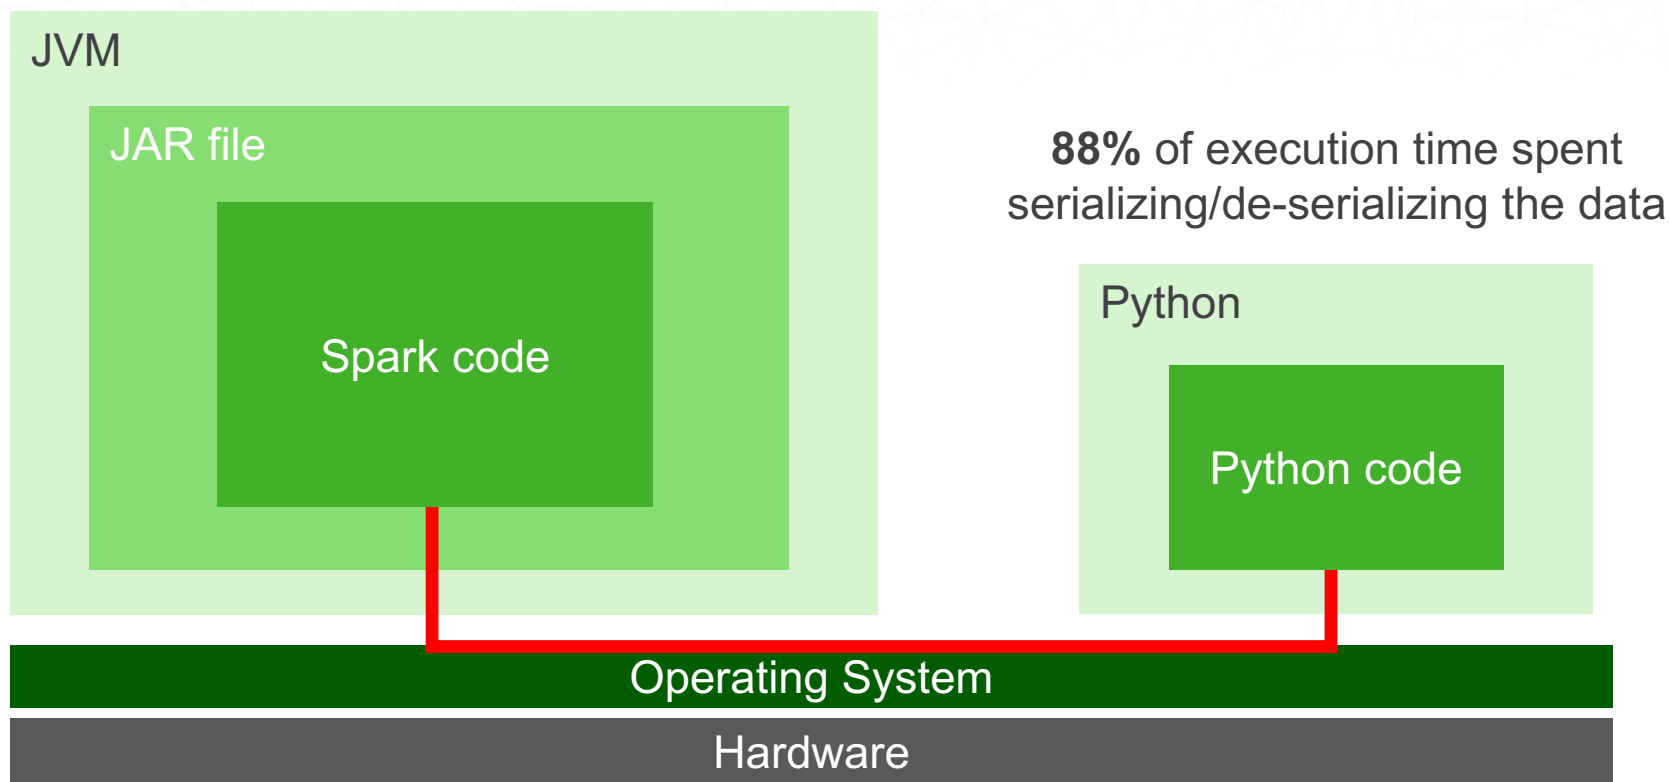 JVM
JAR file
Spark code
88% of execution time spent
serializing/de-serializing the data
Python
Python code
Operating System
Hardware